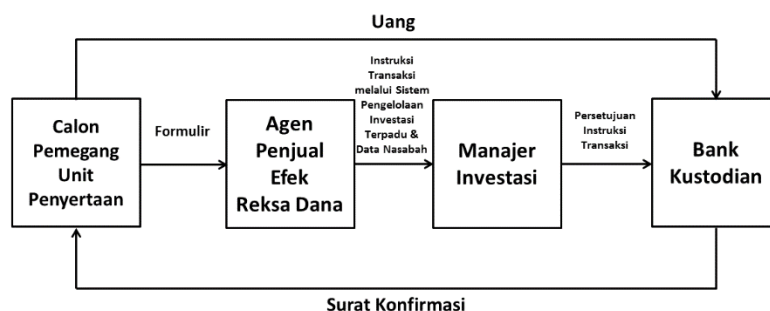 Uang
Calon
Pemegang
Unit
Penyertaan
Formulir
Agen
Penjual
Efek
Reksa Dana
Instruksi
Transaksi
melalui Sistem
Pengelolaan
Investasi
Terpadu &
Data Nasabah
Manajer
Investasi
Persetujuan
Instruksi
Transaksi
Bank
Kustodian
Surat Konfirmasi